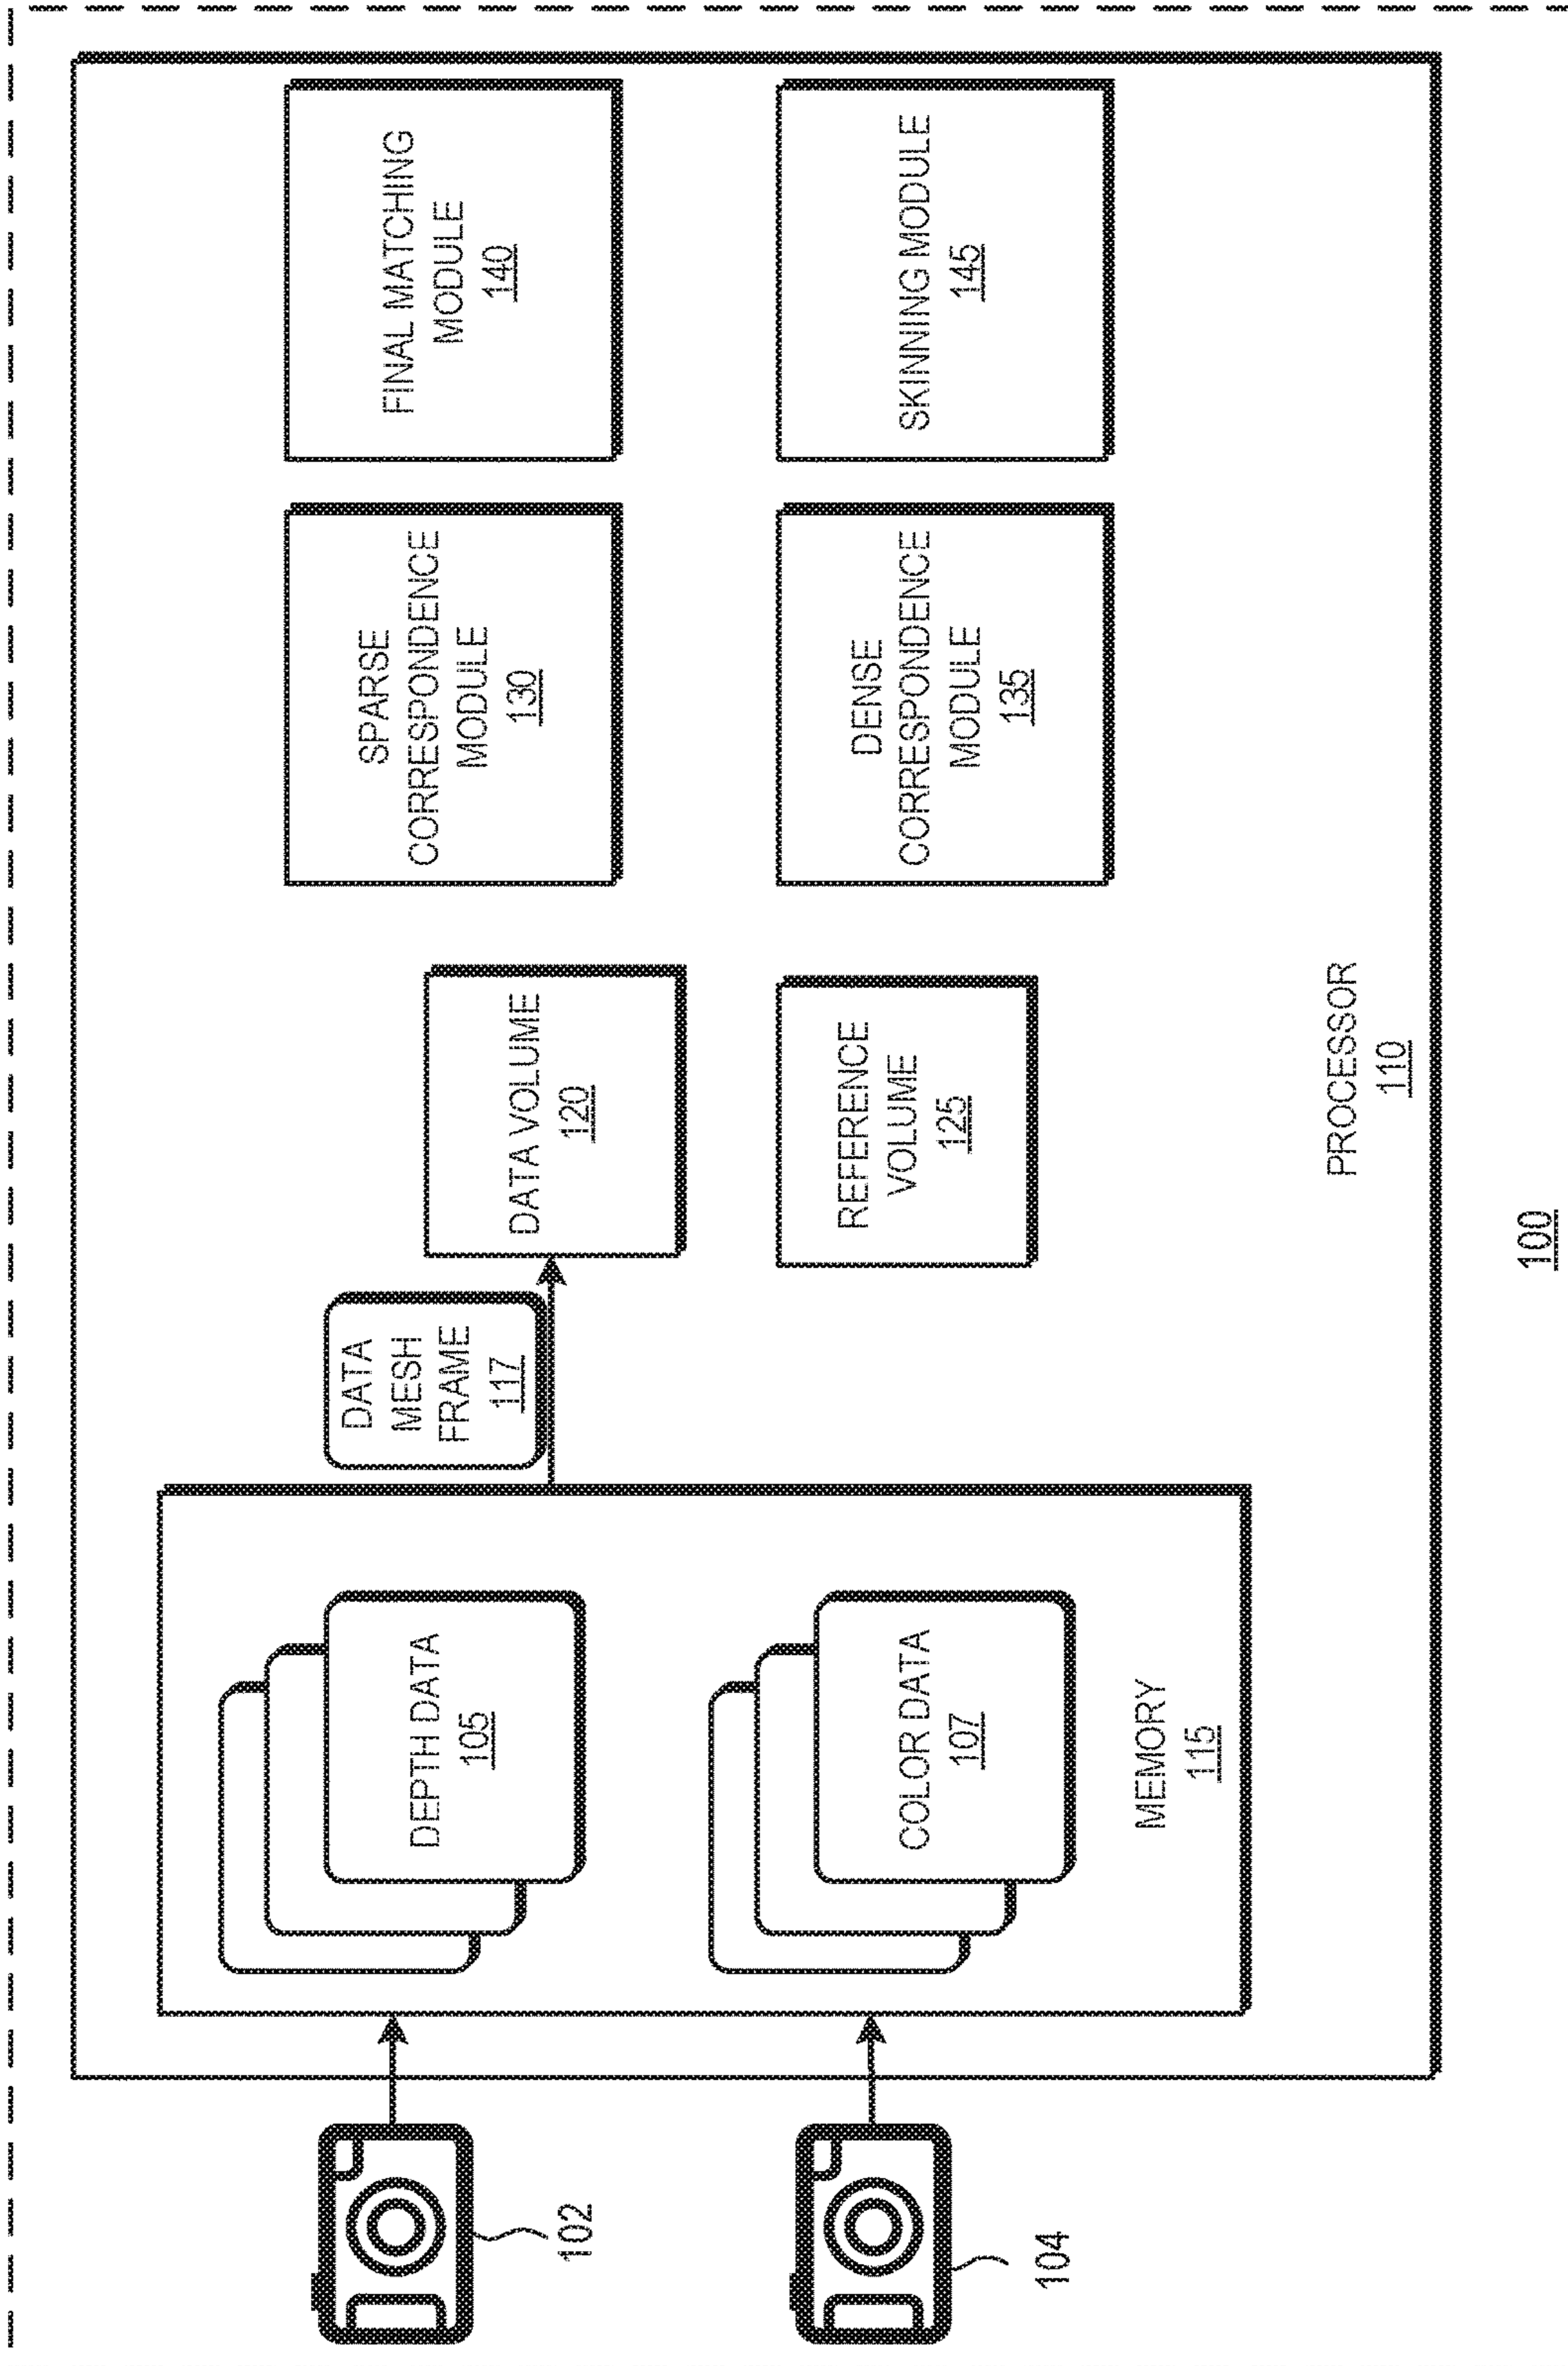 102
104
DEPTH DATA
105
COLOR DATA
107
MEMORY
115
DATA
MESH
FRAME
117
DATA VOLUME
120
REFERENCE
VOLUME
125
SPARSE
CORRESPONDENCE
MODULE
130
DENSE
CORRESPONDENCE
MODULE
135
FINAL MATCHING
MODULE
140
SKINNING MODULE
145
PROCESSOR
110
100